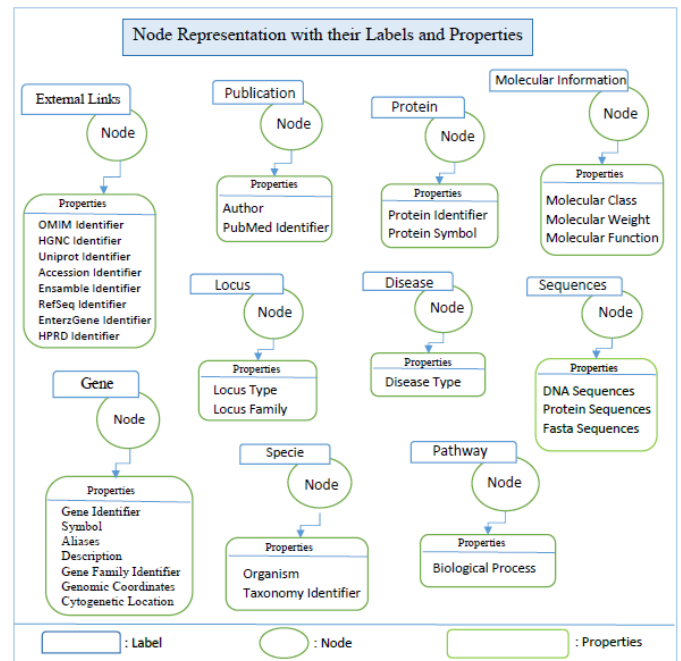 Node Representation with their Labels and Properties
External Links
Node
Properties
OMIM Identifier
HGNC Identifier
Uniprot Identifier
Accession Identifier
Ensamble Identifier
RefSeq Identifier
EnterzGene Identifier
HPRD Identifier
Publication
Node
Properties
Author
PubMed Identifier
Protein
Node
Properties
Protein Identifier
Protein Symbol
Molecular Information
Node
Properties
Molecular Class
Molecular Weight
Molecular Function
Locus
Node
Properties
Locus Type
Locus Family
Disease
Node
Properties
Disease Type
Sequences
Node
Properties
DNA Sequences
Protein Sequences
Fasta Sequences
Gene
Node
Properties
Gene Identifier
Symbol
Aliases
Description
Gene Family Identifier
Genomic Coordinates
Cytogenetic Location
Specie
Node
Properties
Organism
Taxonomy Identifier
Pathway
Node
Properties
Biological Process
: Label
: Node
: Properties